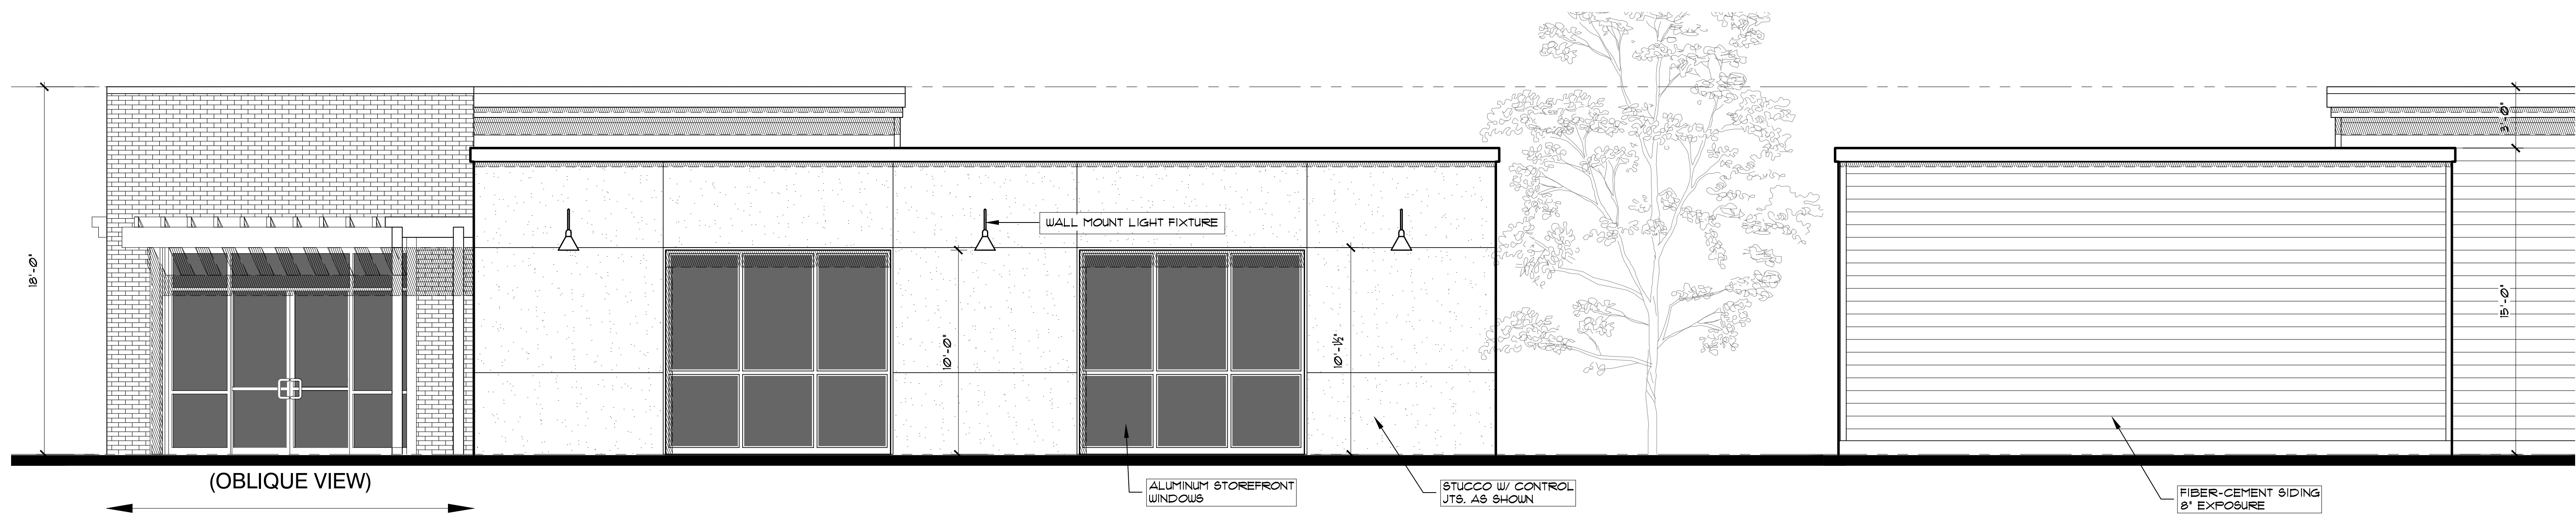 18'-0"
WALL MOUNT LIGHT FIXTURE
10'-0"
10'-1½"
3'-0"
15'-0"
(OBLIQUE VIEW)
ALUMINUM STOREFRONT
WINDOWS
STUCCO W/ CONTROL
JTS. AS SHOWN
FIBER-CEMENT SIDING
8" EXPOSURE